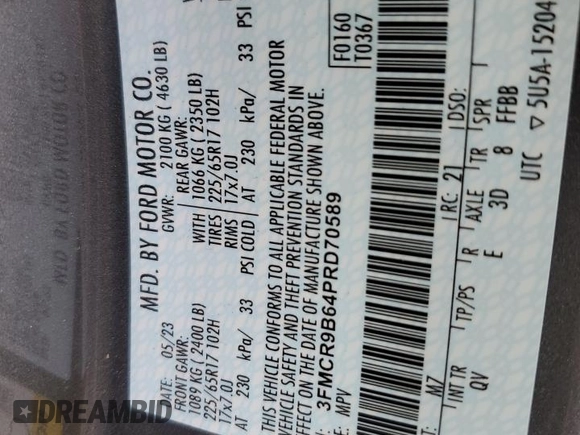 MFD. BY FORD MOTOR CO.
DATE: 05/23 GVWR: 2100 KG ( 4630 LB)
FRONT GAWR: REAR GAWR:
1089 KG ( 2400 LB) WITH 1066 KG ( 2350 LB)
225/65R17 102H TIRES 225/65R17 102H
17x7.0J RIMS 17x7.0J
AT 230 kPa/ 33 PSI COLD AT 230 kPa/ 33 PSI
THIS VEHICLE CONFORMS TO ALL APPLICABLE FEDERAL MOTOR
VEHICLE SAFETY AND THEFT PREVENTION STANDARDS IN
EFFECT ON THE DATE OF MANUFACTURE SHOWN ABOVE.
3FMCR9B64PRD70589
TYPE: MPV
F0160
T0367
MZ RC: 21 DSO:
INT TR TP/PS R AXLE TR SPR
QV E 3D 8 FFBB
UTC ▽ 5U5A-15204
DREAMBID